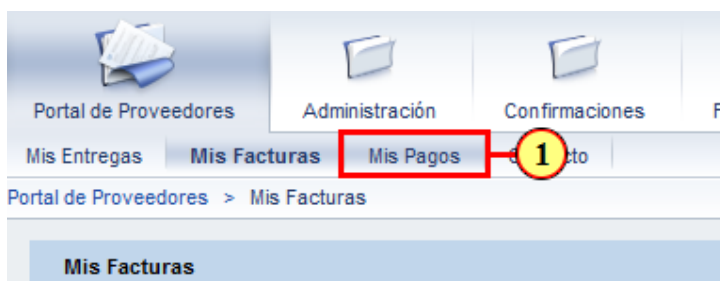 Portal de Proveedores Administración Confirmaciones F
Mis Entregas Mis Facturas Mis Pagos 1
Portal de Proveedores > Mis Facturas
Mis Facturas